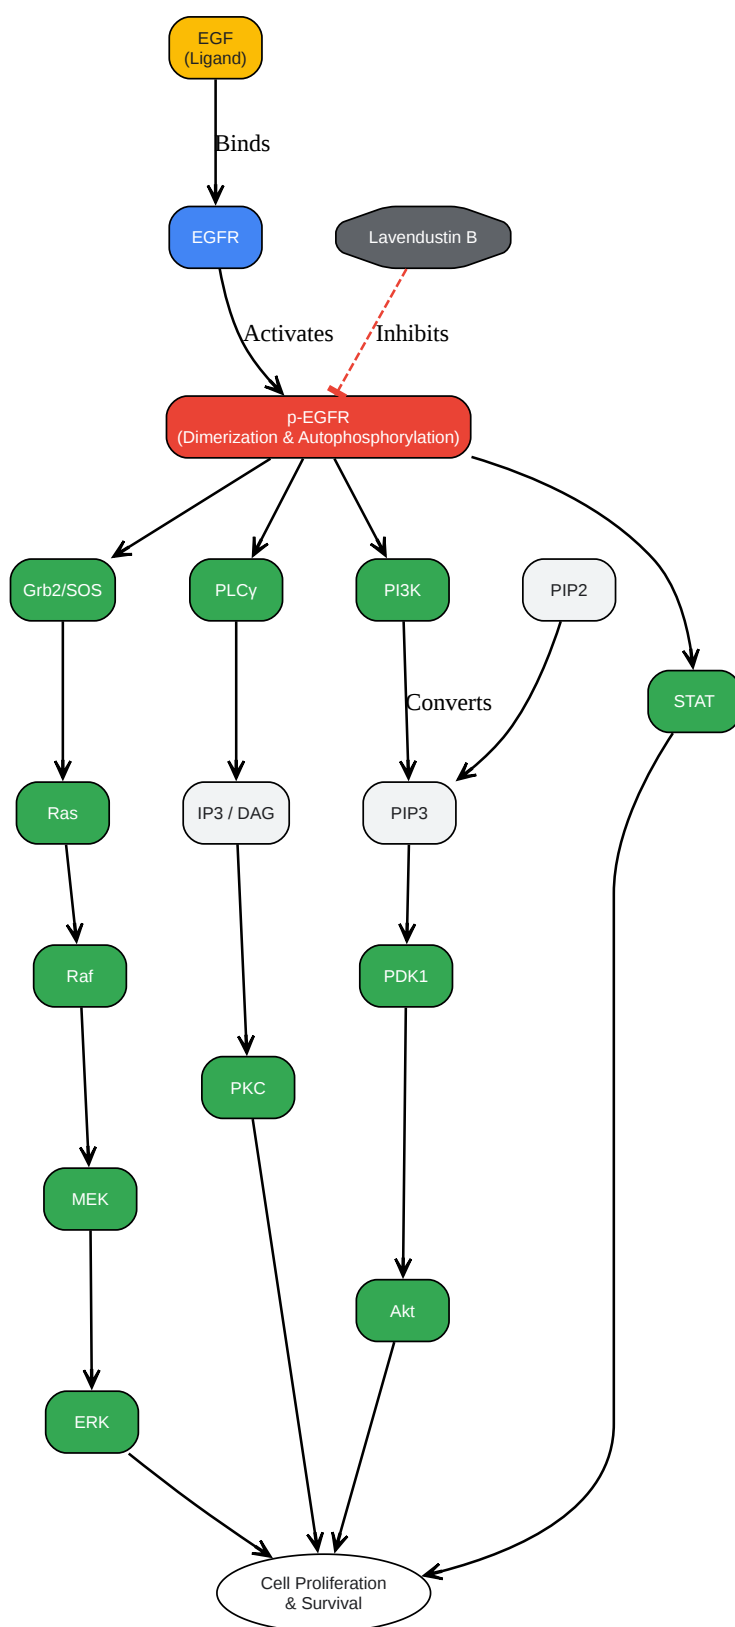 EGF
(Ligand)
Binds
EGFR
Lavendustin B
Activates
Inhibits
p-EGFR
(Dimerization & Autophosphorylation)
Grb2/SOS
PLCγ
PI3K
PIP2
Converts
STAT
Ras
IP3 / DAG
PIP3
Raf
PDK1
PKC
MEK
Akt
ERK
Cell Proliferation
& Survival